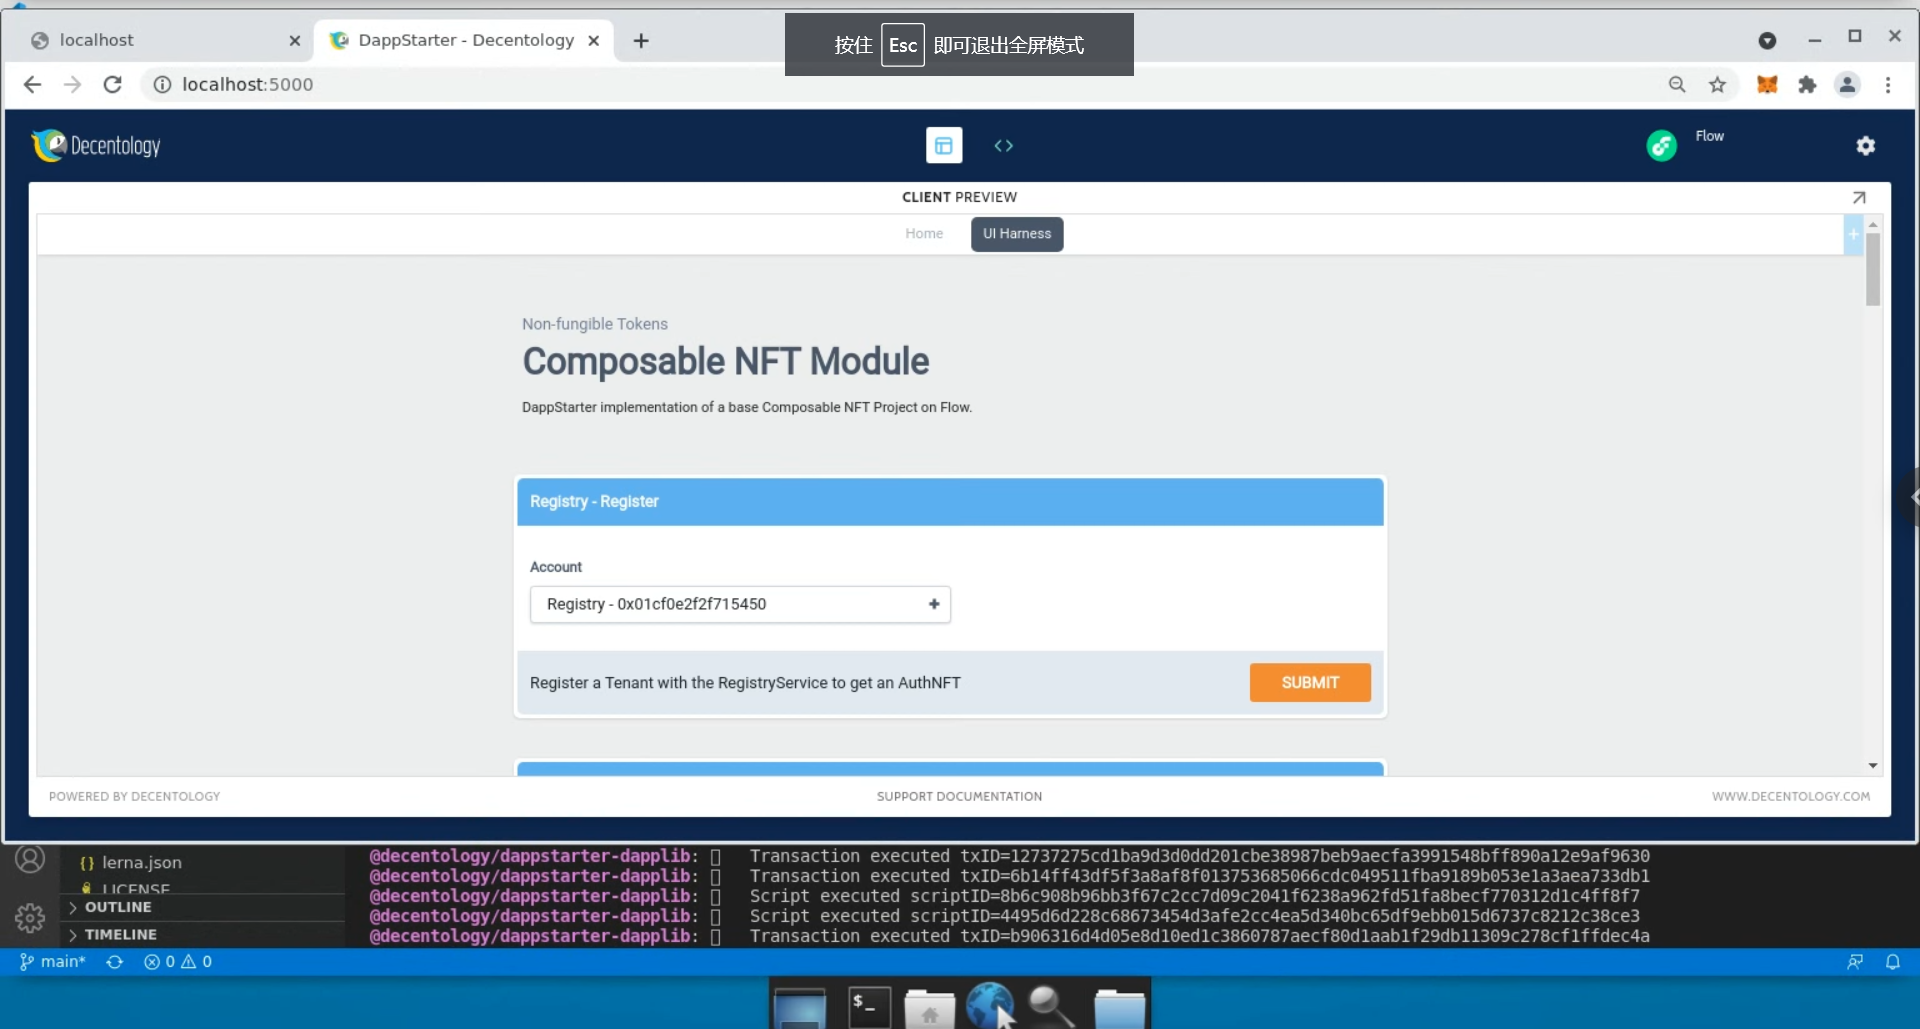 localhost
DappStarter - Decentology
按住 Esc 即可退出全屏模式
localhost:5000
Decentology
Flow
CLIENT PREVIEW
Home
UI Harness
Non-fungible Tokens
Composable NFT Module
DappStarter implementation of a base Composable NFT Project on Flow.
Registry - Register
Account
Registry - 0x01cf0e2f2f715450
Register a Tenant with the RegistryService to get an AuthNFT
SUBMIT
POWERED BY DECENTOLOGY
SUPPORT DOCUMENTATION
WWW.DECENTOLOGY.COM
{} lerna.json
LICENSE
OUTLINE
TIMELINE
@decentology/dappstarter-dapplib: Transaction executed txID=12737275cd1ba9d3d0dd201cbe38987beb9aecfa3991548bff890a12e9af9630
@decentology/dappstarter-dapplib: Transaction executed txID=6b14ff43df5f3a8af8f013753685066cdc049511fba9189b053e1a3aea733db1
@decentology/dappstarter-dapplib: Script executed scriptID=8b6c908b96bb3f67c2cc7d09c2041f6238a962fd51fa8becf770312d1c4ff8f7
@decentology/dappstarter-dapplib: Script executed scriptID=4495d6d228c68673454d3afe2cc4ea5d340bc65df9ebb015d6737c8212c38ce3
@decentology/dappstarter-dapplib: Transaction executed txID=b906316d4d05e8d10ed1c3860787aecf80d1aab1f29db11309c278cf1ffdec4a
main* 0 0
$_